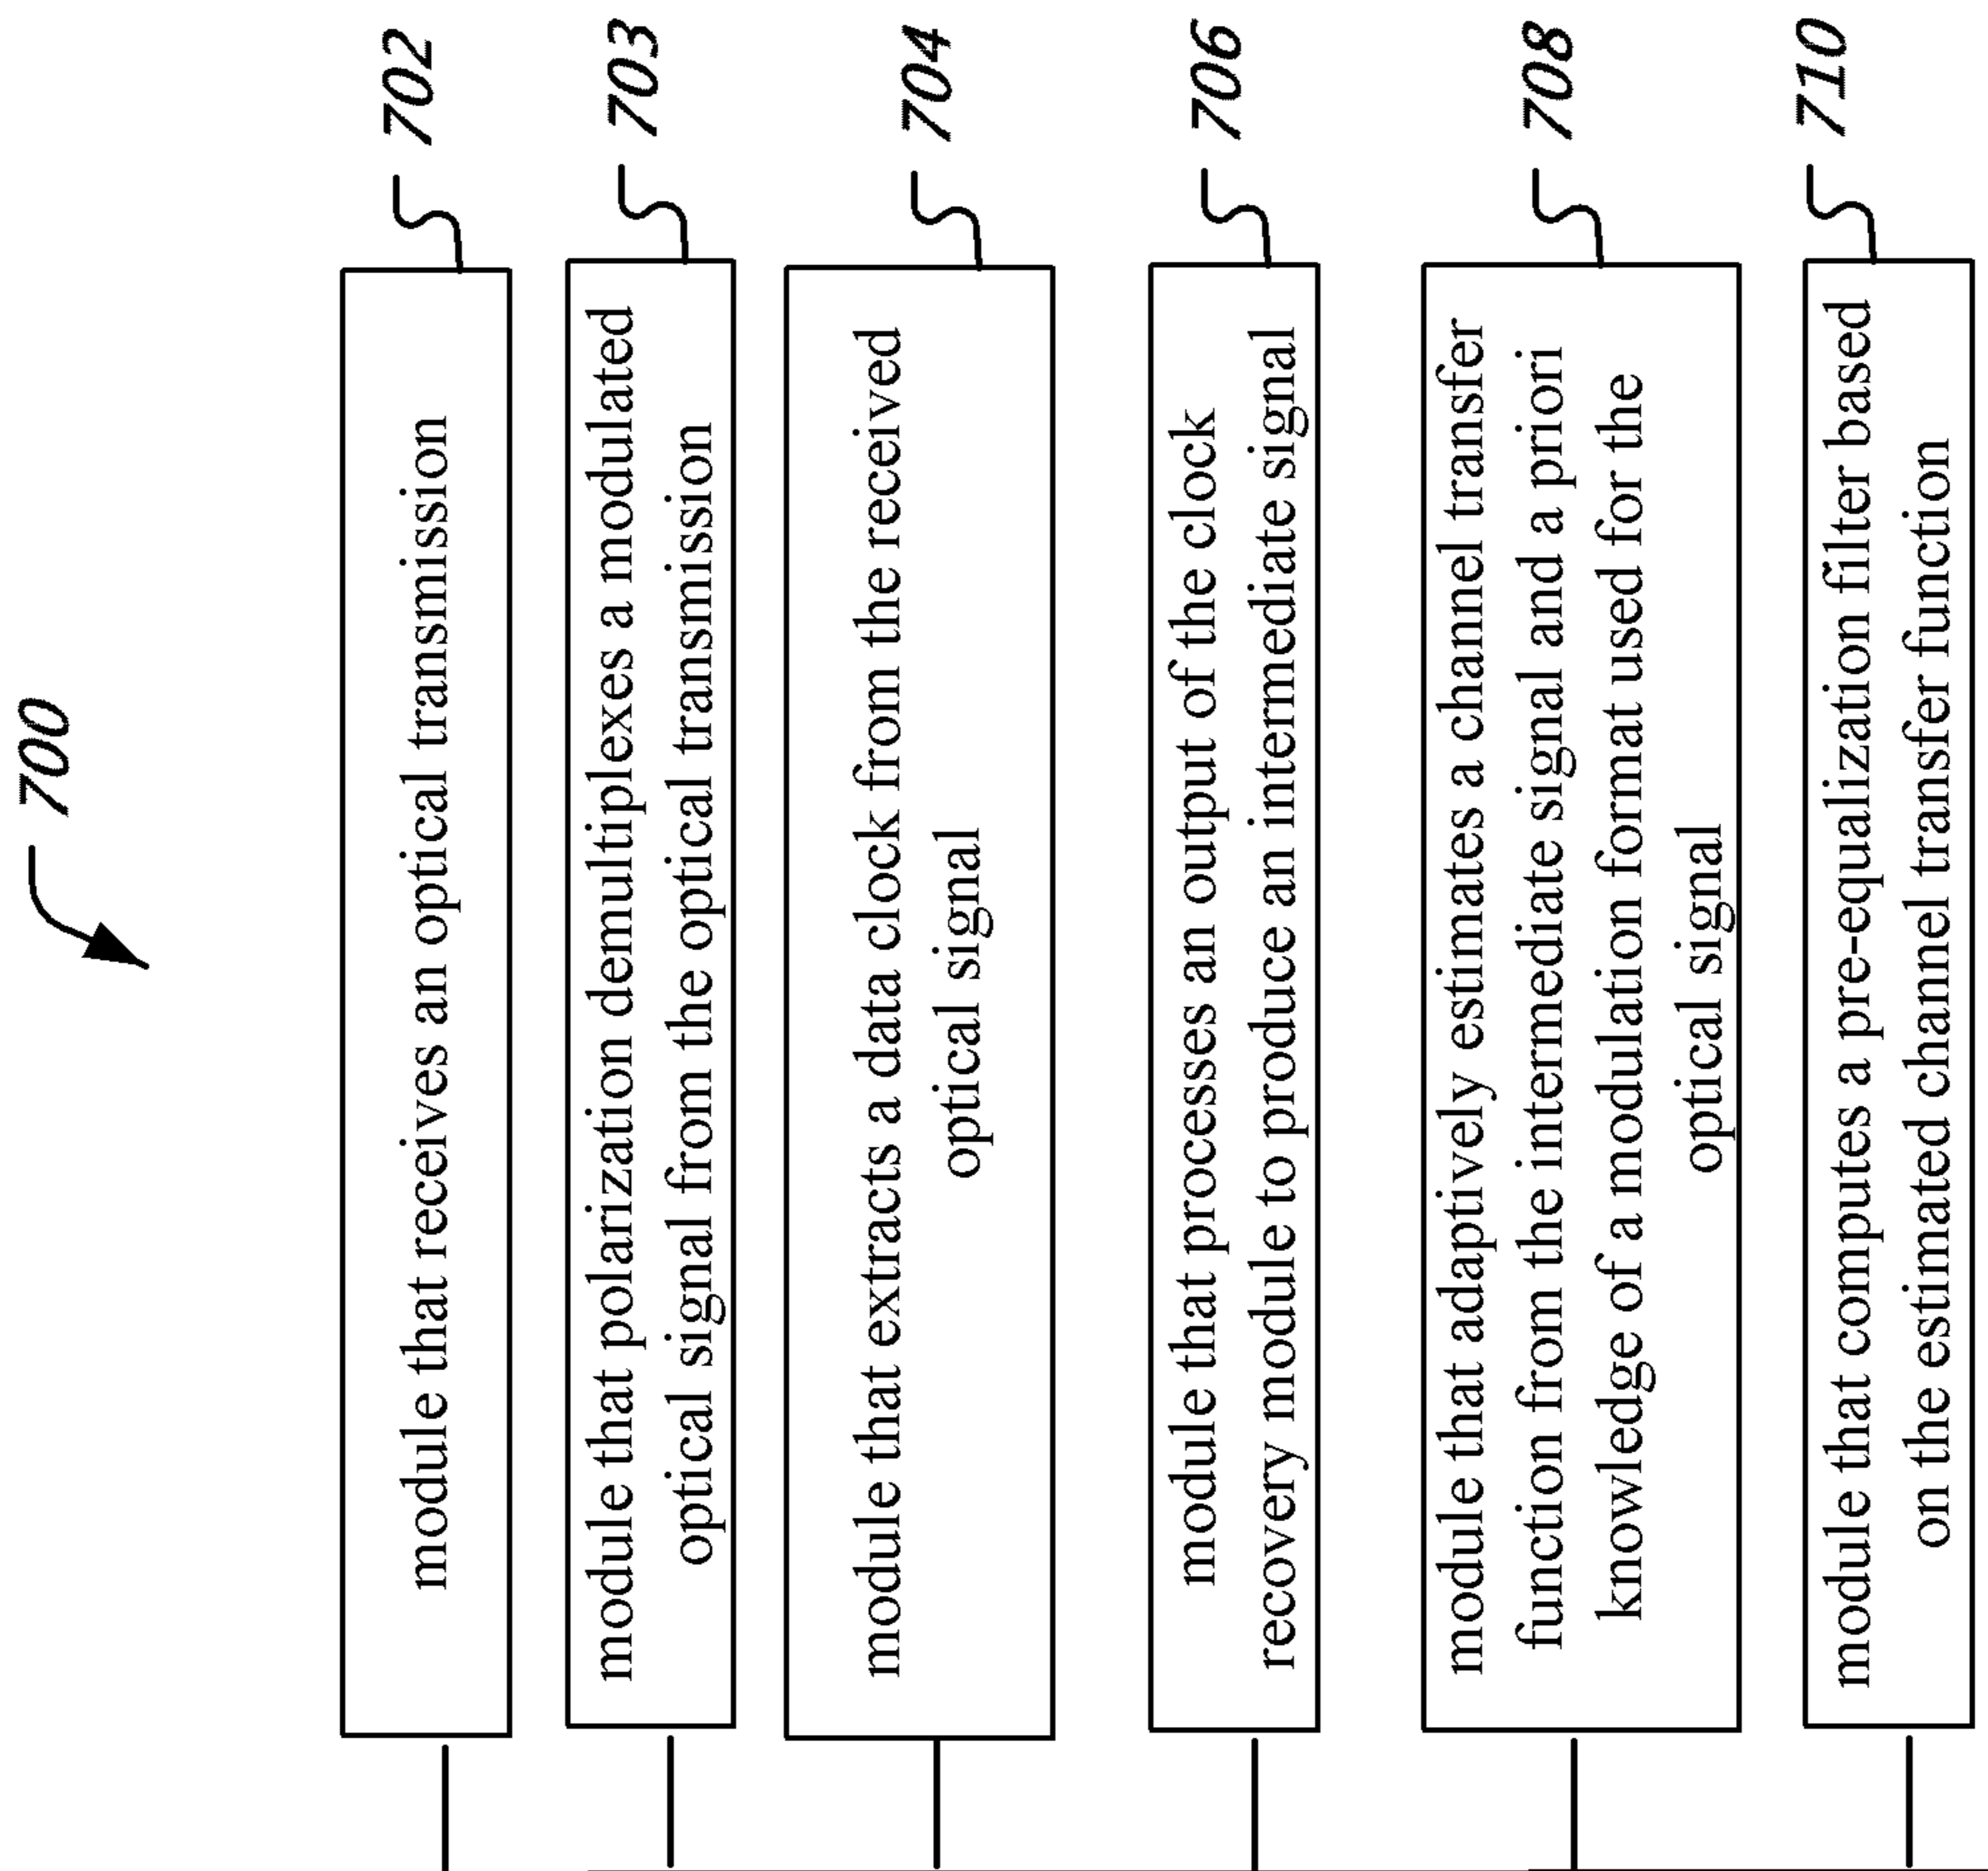 700
module that receives an optical transmission
702
module that polarization demultiplexes a modulated
optical signal from the optical transmission
703
module that extracts a data clock from the received
optical signal
704
module that processes an output of the clock
recovery module to produce an intermediate signal
706
module that adaptively estimates a channel transfer
function from the intermediate signal and a priori
knowledge of a modulation format used for the
optical signal
708
module that computes a pre-equalization filter based
on the estimated channel transfer function
710